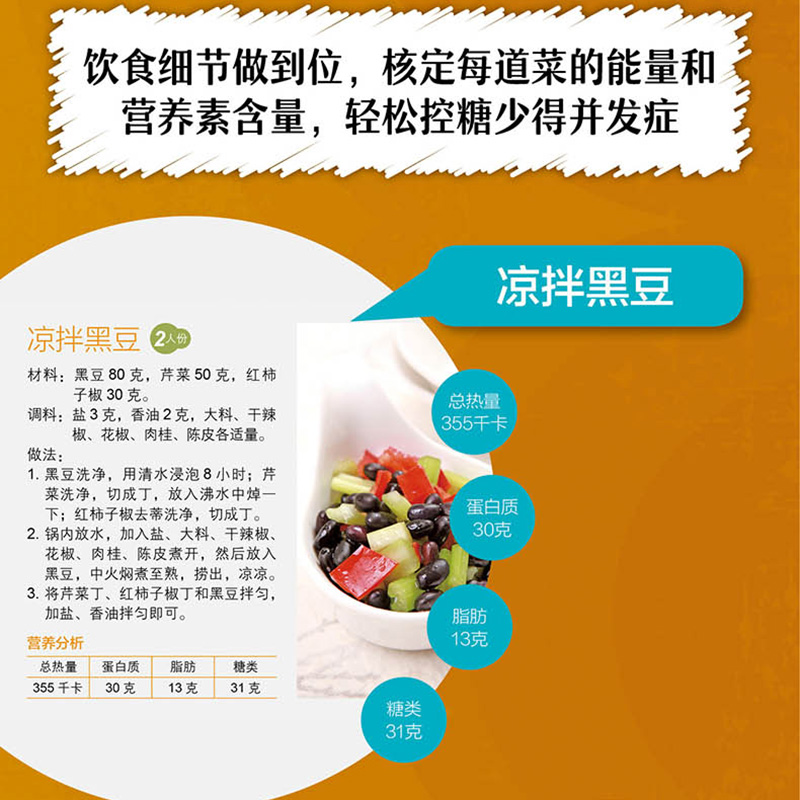 饮食细节做到位，核定每道菜的能量和
营养素含量，轻松控糖少得并发症
凉拌黑豆
凉拌黑豆 2人份
材料：黑豆 80 克，芹菜 50 克，红柿
子椒 30 克。
调料：盐 3 克，香油 2 克，大料、干辣
椒、花椒、肉桂、陈皮各适量。
做法：
1. 黑豆洗净，用清水浸泡 8 小时；芹
菜洗净，切成丁，放入沸水中焯一
下；红柿子椒去蒂洗净，切成丁。
2. 锅内放水，加入盐、大料、干辣椒、
花椒、肉桂、陈皮煮开，然后放入
黑豆，中火焖煮至熟，捞出，凉凉。
3. 将芹菜丁、红柿子椒丁和黑豆拌匀，
加盐、香油拌匀即可。
营养分析
总热量 蛋白质 脂肪 糖类
355 千卡 30 克 13 克 31 克
总热量
355千卡
蛋白质
30克
脂肪
13克
糖类
31克